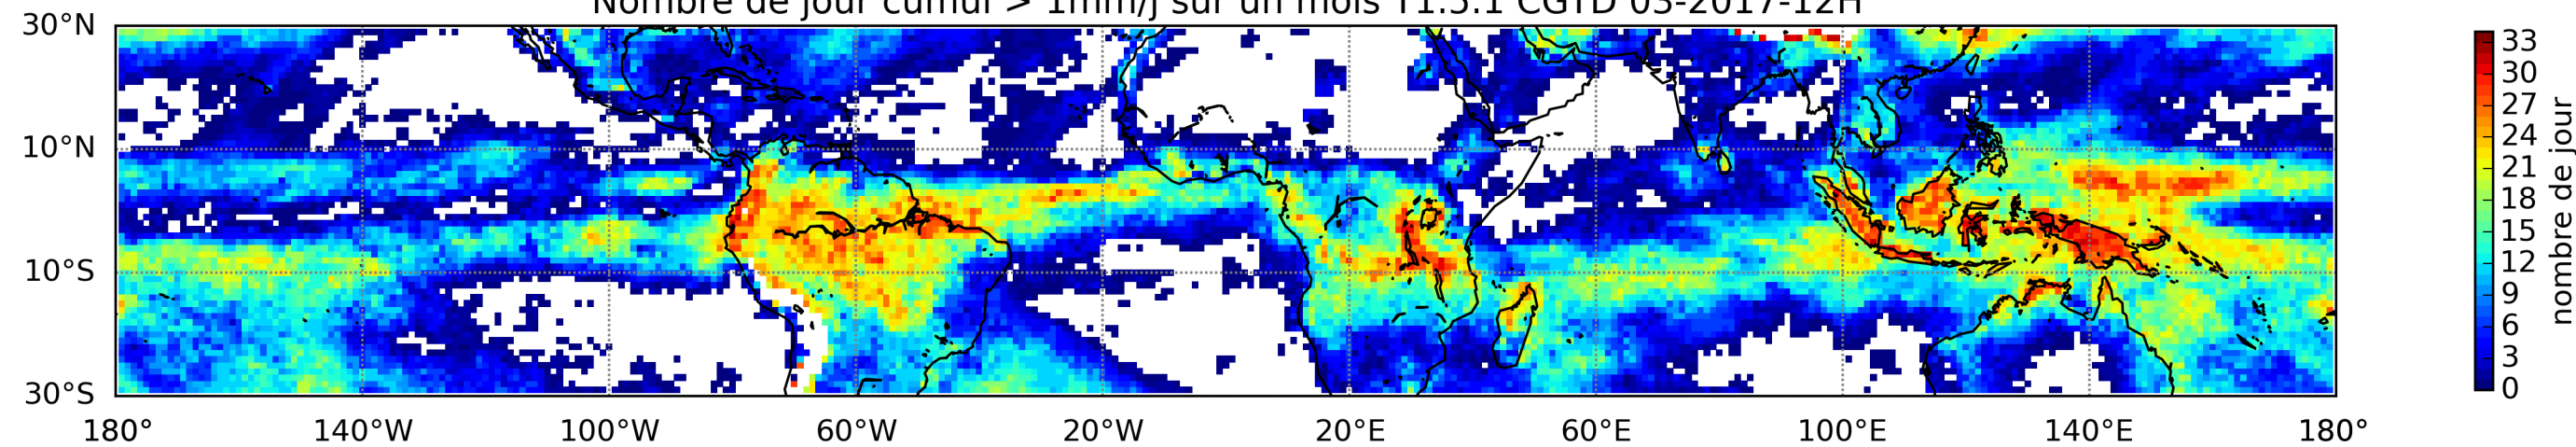 Nombre de jour cumul > 1mm/j sur un mois T1.5.1 CGTD 03-2017-12H
30°N
10°N
10°S
30°S
180° 140°W 100°W 60°W 20°W 20°E 60°E 100°E 140°E 180°
33
30
27
24
21
18
15
12
9
6
3
0
nombre de jour